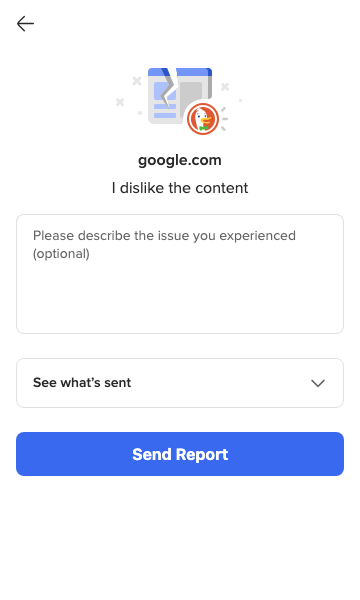 google.com
I dislike the content
Please describe the issue you experienced
(optional)
See what's sent
Send Report